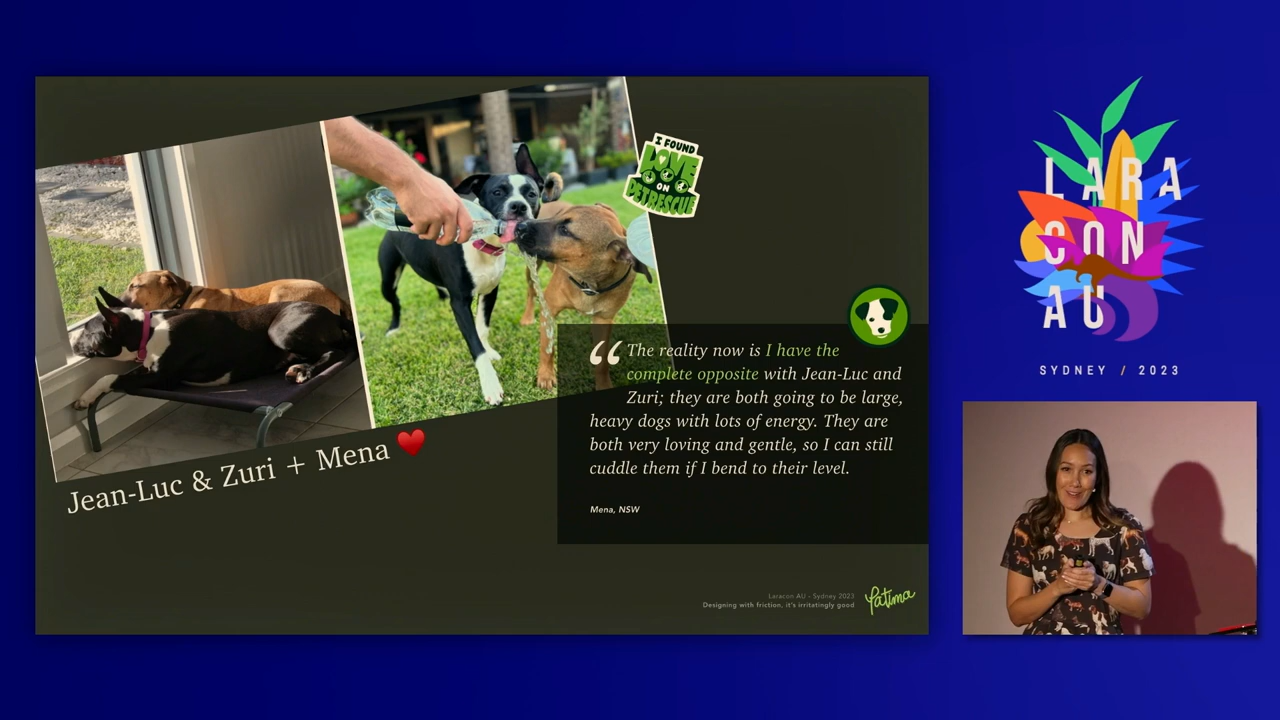 I FOUND
LOVE
ON
PETRESCUE
“ The reality now is I have the
complete opposite with Jean-Luc and
Zuri; they are both going to be large,
heavy dogs with lots of energy. They are
both very loving and gentle, so I can still
cuddle them if I bend to their level.
Mena, NSW
Jean-Luc & Zuri + Mena ❤️
Laracon AU - Sydney 2023
Designing with friction, it's irritatingly good
Fatima
LARA
CON
AU
SYDNEY / 2023